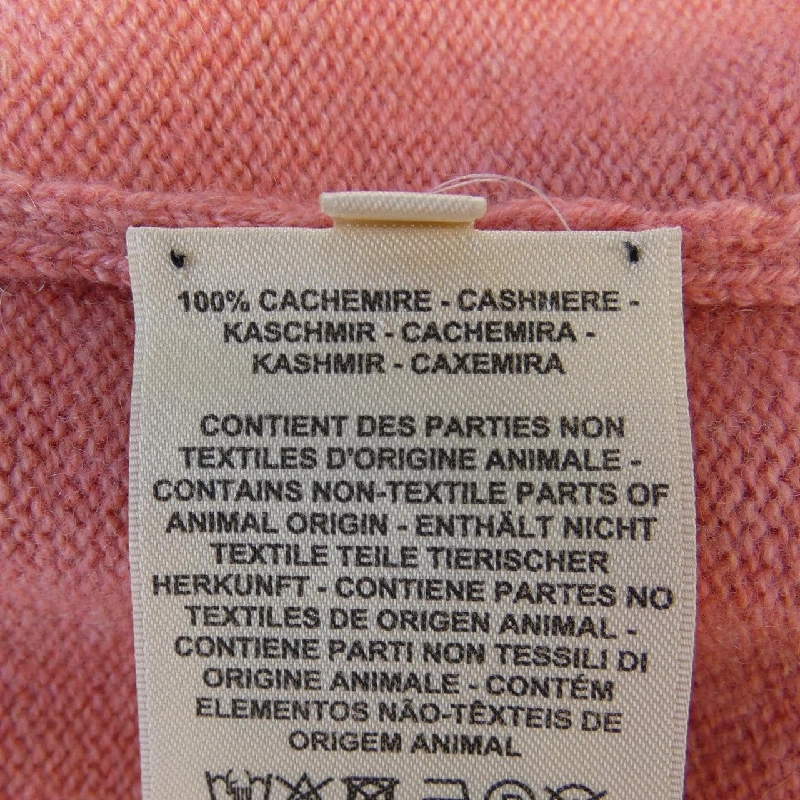 100% CACHEMIRE - CASHMERE -
KASCHMIR - CACHEMIRA -
KASHMIR - CAXEMIRA
CONTIENT DES PARTIES NON
TEXTILES D'ORIGINE ANIMALE -
CONTAINS NON-TEXTILE PARTS OF
ANIMAL ORIGIN - ENTHÄLT NICHT
TEXTILE TEILE TIERISCHER
HERKUNFT - CONTIENE PARTES NO
TEXTILES DE ORIGEN ANIMAL -
CONTIENE PARTI NON TESSILI DI
ORIGINE ANIMALE - CONTÉM
ELEMENTOS NÃO-TÊXTEIS DE
ORIGEM ANIMAL